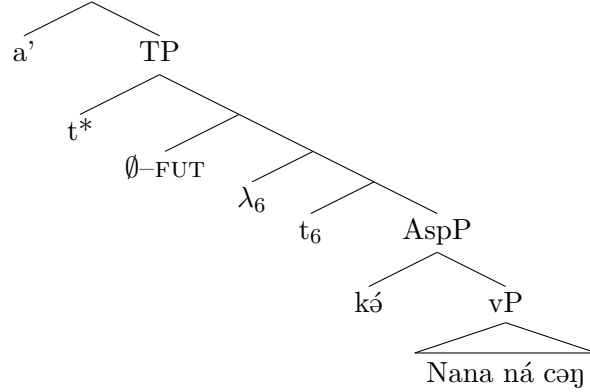 a’
TP
t*
∅–FUT
λ₆
t₆
AspP
kə́
vP
Nana ná cəŋ